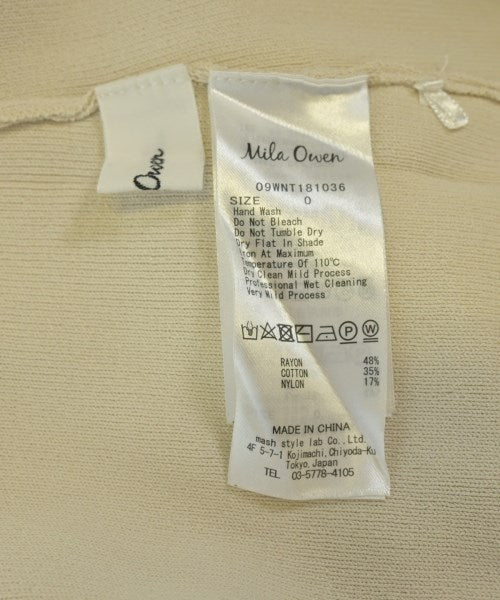 Owen
Mila Owen
09WNT181036
SIZE 0
Hand Wash
Do Not Bleach
Do Not Tumble Dry
Dry Flat In Shade
Iron At Maximum
Temperature Of 110℃
Dry Clean Mild Process
Professional Wet Cleaning
Very Mild Process
RAYON 48%
COTTON 35%
NYLON 17%
MADE IN CHINA
mash style lab Co., Ltd.
4F 5-7-1 Kojimachi, Chiyoda-Ku
Tokyo, Japan
TEL 03-5778-4105